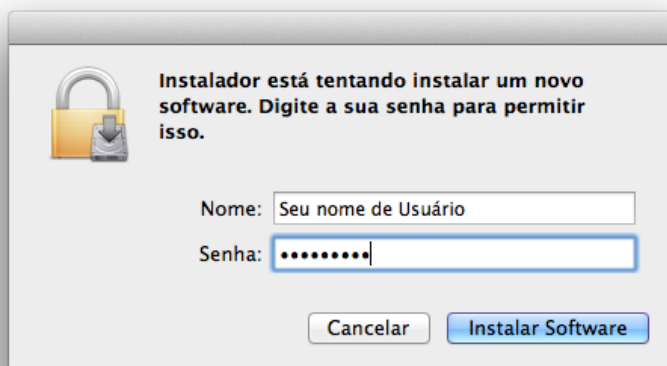 Instalador está tentando instalar um novo
software. Digite a sua senha para permitir
isso.
Nome: Seu nome de Usuário
Senha: •••••••••
Cancelar Instalar Software